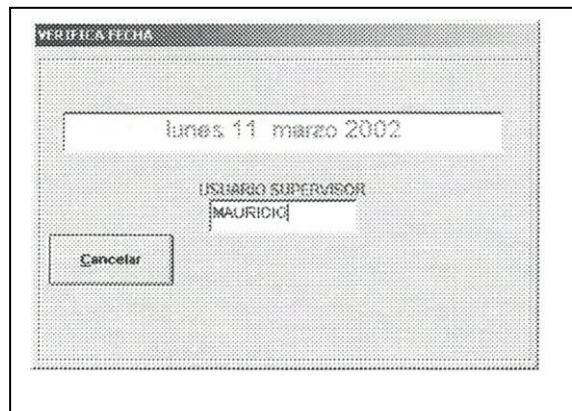 VERIFICA FECHA
lunes 11 marzo 2002
USUARIO SUPERVISOR
MAURICIO
Cancelar